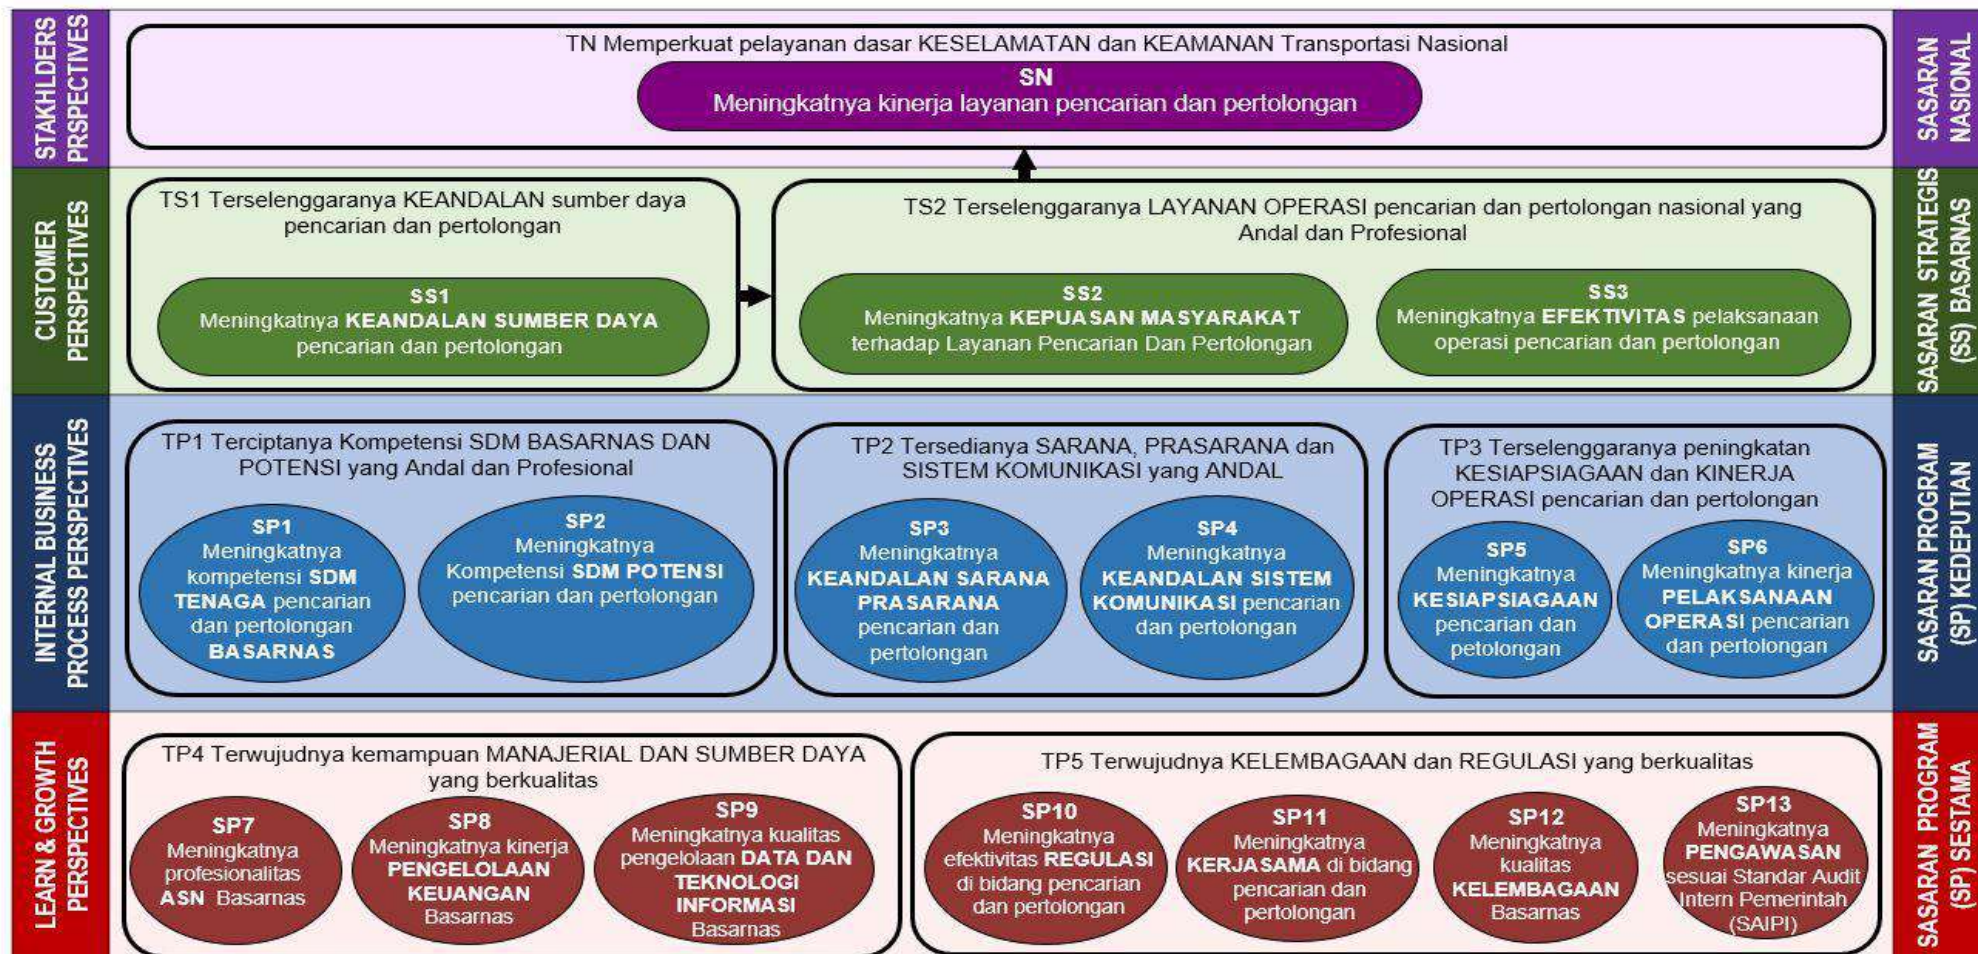 STAKHLDERS
PRSPECTIVES
TN Memperkuat pelayanan dasar KESELAMATAN dan KEAMANAN Transportasi Nasional
SN
Meningkatnya kinerja layanan pencarian dan pertolongan
SASARAN
NASIONAL
CUSTOMER
PERSPECTIVES
TS1 Terselenggaranya KEANDALAN sumber daya
pencarian dan pertolongan
SS1
Meningkatnya KEANDALAN SUMBER DAYA
pencarian dan pertolongan
TS2 Terselenggaranya LAYANAN OPERASI pencarian dan pertolongan nasional yang
Andal dan Profesional
SS2
Meningkatnya KEPUASAN MASYARAKAT
terhadap Layanan Pencarian Dan Pertolongan
SS3
Meningkatnya EFEKTIVITAS pelaksanaan
operasi pencarian dan pertolongan
SASARAN STRATEGIS
(SS) BASARNAS
INTERNAL BUSINESS
PROCESS PERSPECTIVES
TP1 Terciptanya Kompetensi SDM BASARNAS DAN
POTENSI yang Andal dan Profesional
SP1
Meningkatnya
kompetensi SDM
TENAGA pencarian
dan pertolongan
BASARNAS
SP2
Meningkatnya
Kompetensi SDM POTENSI
pencarian dan pertolongan
TP2 Tersedianya SARANA, PRASARANA dan
SISTEM KOMUNIKASI yang ANDAL
SP3
Meningkatnya
KEANDALAN SARANA
PRASARANA
pencarian dan
pertolongan
SP4
Meningkatnya
KEANDALAN SISTEM
KOMUNIKASI pencarian
dan pertolongan
TP3 Terselenggaranya peningkatan
KESIAPSIAGAAN dan KINERJA
OPERASI pencarian dan pertolongan
SP5
Meningkatnya
KESIAPSIAGAAN
pencarian dan
petolongan
SP6
Meningkatnya kinerja
PELAKSANAAN
OPERASI pencarian
dan pertolongan
SASARAN PROGRAM
(SP) KEDEPUTIAN
LEARN & GROWTH
PERSPECTIVES
TP4 Terwujudnya kemampuan MANAJERIAL DAN SUMBER DAYA
yang berkualitas
SP7
Meningkatnya
profesionalitas
ASN Basarnas
SP8
Meningkatnya kinerja
PENGELOLAAN
KEUANGAN
Basarnas
SP9
Meningkatnya kualitas
pengelolaan DATA DAN
TEKNOLOGI
INFORMASI
Basarnas
TP5 Terwujudnya KELEMBAGAAN dan REGULASI yang berkualitas
SP10
Meningkatnya
efektivitas REGULASI
di bidang pencarian
dan pertolongan
SP11
Meningkatnya
KERJASAMA di bidang
pencarian dan
pertolongan
SP12
Meningkatnya
kualitas
KELEMBAGAAN
Basarnas
SP13
Meningkatnya
PENGAWASAN
sesuai Standar Audit
Intern Pemerintah
(SAIPI)
SASARAN PROGRAM
(SP) SESTAMA